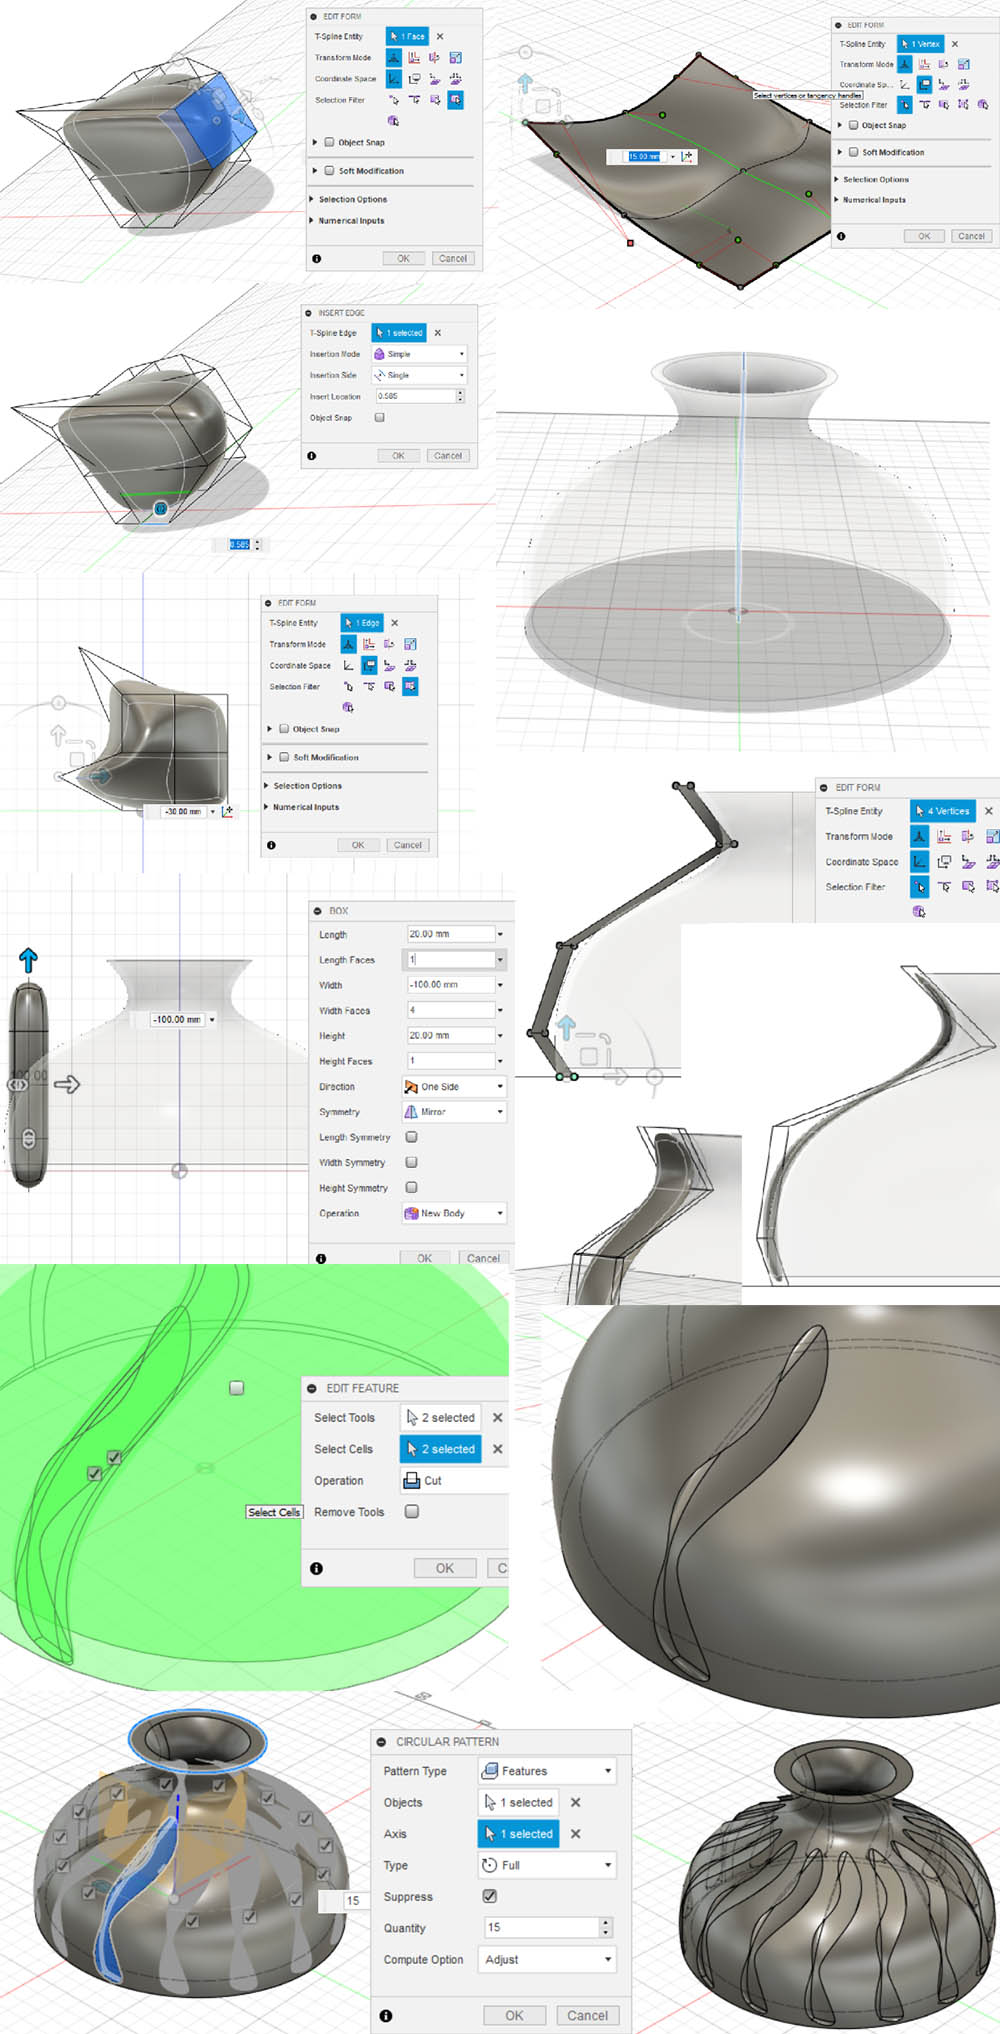 EDIT FORM
T-Spline Entity 1 Face
Transform Mode
Coordinate Space
Selection Filter
Object Snap
Soft Modification
Selection Options
Numerical Inputs
OK Cancel
EDIT FORM
T-Spline Entity 1 Vertex
Transform Mode
Coordinate Sp...
Selection Filter
Object Snap
Soft Modification
Selection Options
Numerical Inputs
OK Cancel
Select vertices or tangency handles
15.00 mm
INSERT EDGE
T-Spline Edge 1 selected
Insertion Mode Simple
Insertion Side Single
Insert Location 0.585
Object Snap
OK Cancel
0.585
EDIT FORM
T-Spline Entity 1 Edge
Transform Mode
Coordinate Space
Selection Filter
Object Snap
Soft Modification
Selection Options
Numerical Inputs
OK Cancel
-30.00 mm
EDIT FORM
T-Spline Entity 4 Vertices
Transform Mode
Coordinate Space
Selection Filter
BOX
Length 20.00 mm
Length Faces 1
Width -100.00 mm
Width Faces 4
Height 20.00 mm
Height Faces 1
Direction One Side
Symmetry Mirror
Length Symmetry
Width Symmetry
Height Symmetry
Operation New Body
OK Cancel
-100.00 mm
EDIT FEATURE
Select Tools 2 selected
Select Cells 2 selected
Operation Cut
Remove Tools
OK C
Select Cells
CIRCULAR PATTERN
Pattern Type Features
Objects 1 selected
Axis 1 selected
Type Full
Suppress
Quantity 15
Compute Option Adjust
OK Cancel
15